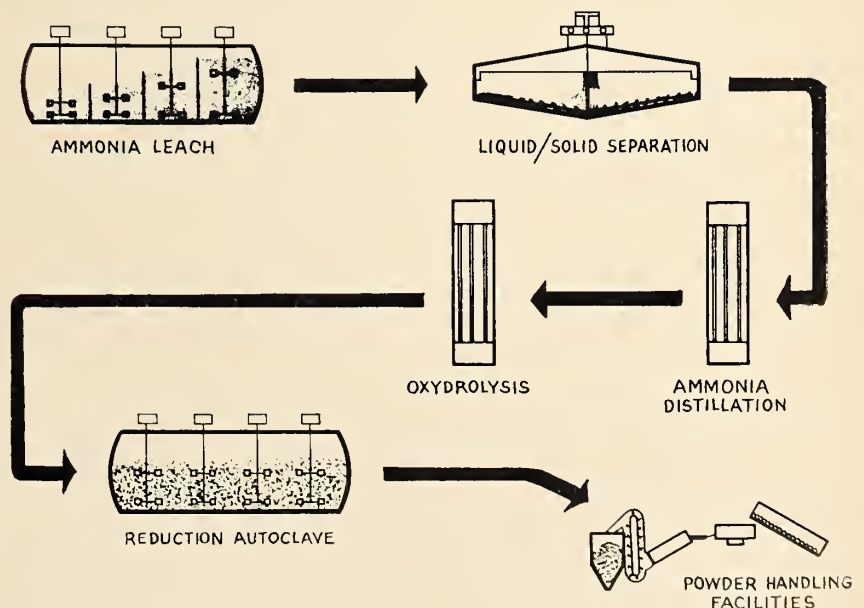 AMMONIA LEACH
LIQUID/SOLID SEPARATION
OXYDROLYSIS
AMMONIA
DISTILLATION
REDUCTION AUTOCLAVE
POWDER HANDLING
FACILITIES